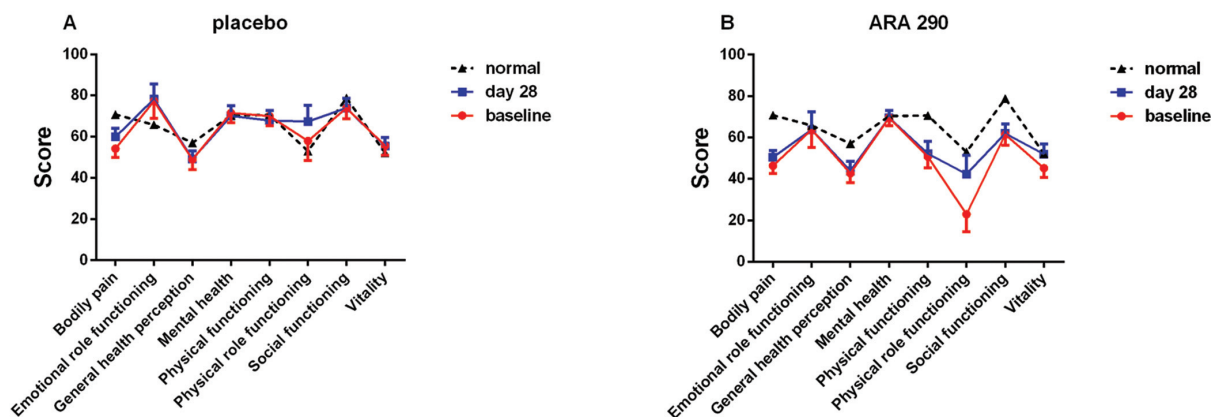 A
placebo
100
80
60
40
20
0
Score
normal
day 28
baseline
Bodily pain
Emotional role functioning
General health perception
Mental health
Physical functioning
Physical role functioning
Social functioning
Vitality
B
ARA 290
100
80
60
40
20
0
Score
normal
day 28
baseline
Bodily pain
Emotional role functioning
General health perception
Mental health
Physical functioning
Physical role functioning
Social functioning
Vitality